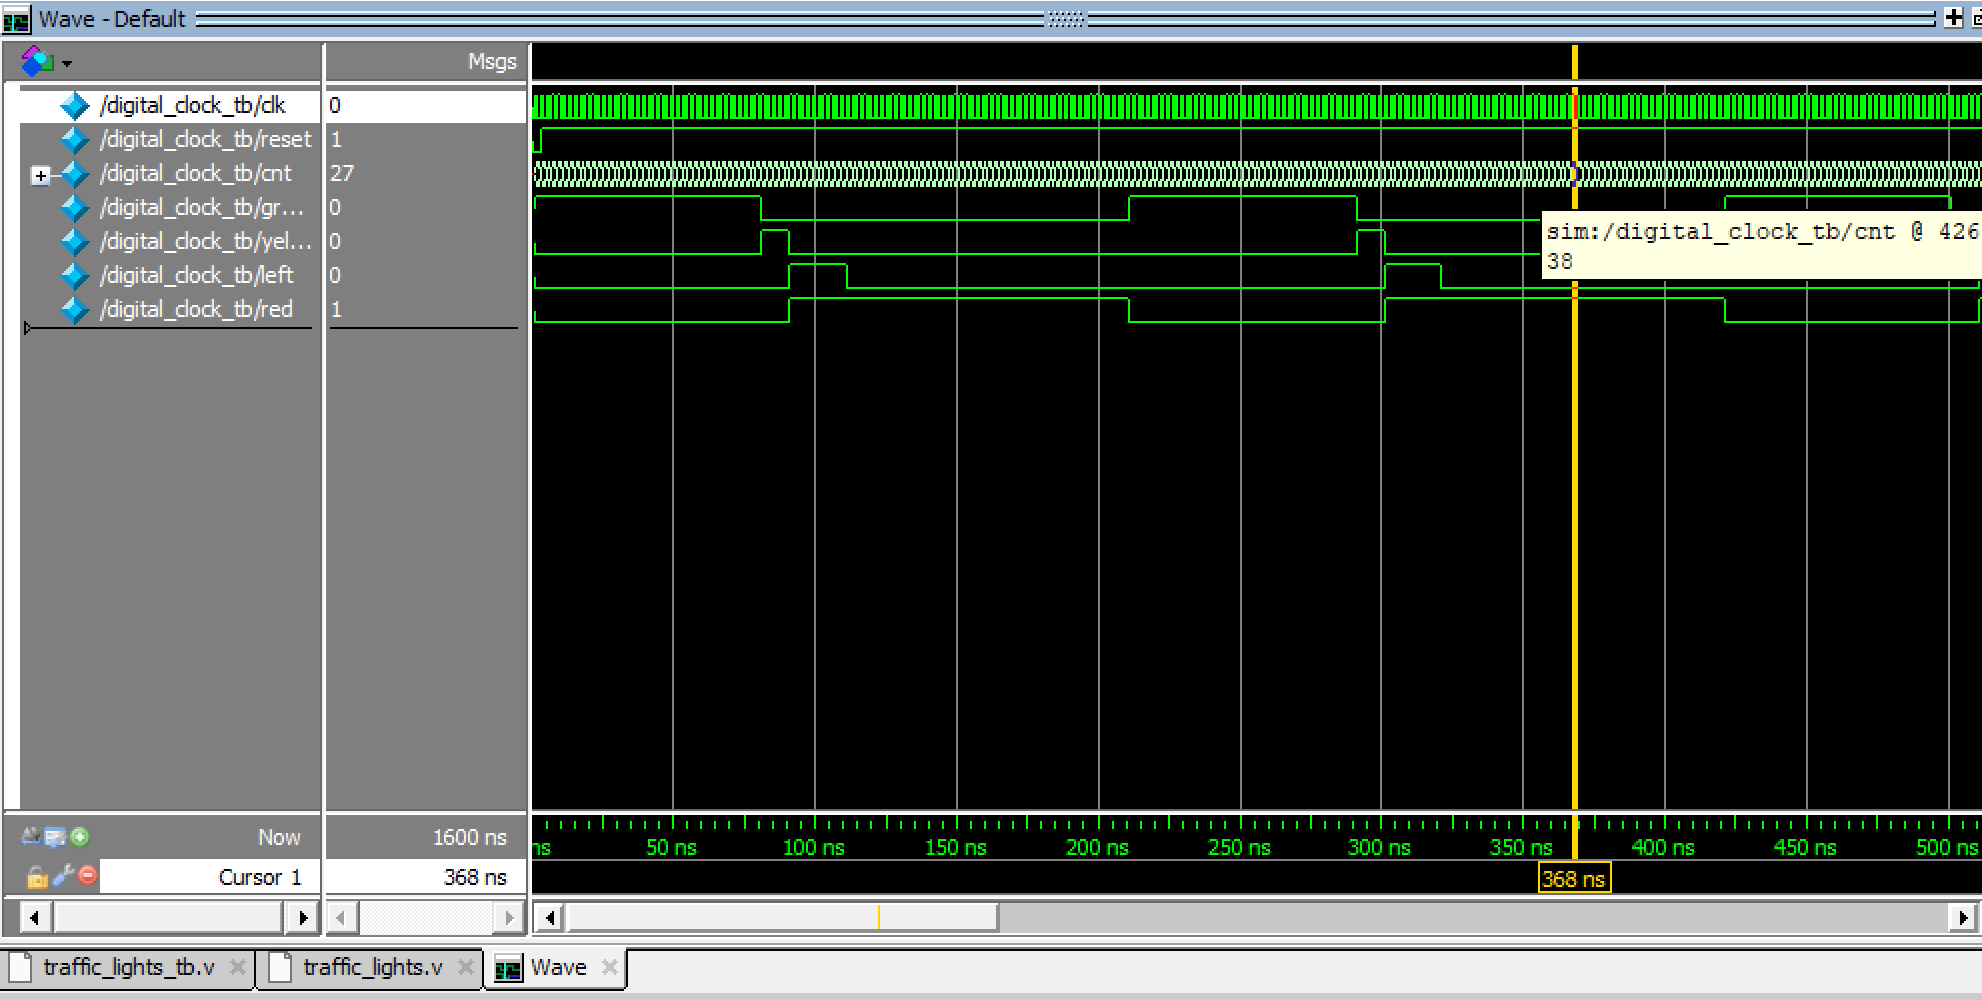 Wave - Default
Msgs
/digital_clock_tb/clk 0
/digital_clock_tb/reset 1
/digital_clock_tb/cnt 27
/digital_clock_tb/gr... 0
/digital_clock_tb/yel... 0
/digital_clock_tb/left 0
/digital_clock_tb/red 1
sim:/digital_clock_tb/cnt @ 426
38
Now 1600 ns
ns 50 ns 100 ns 150 ns 200 ns 250 ns 300 ns 350 ns 400 ns 450 ns 500 ns
Cursor 1 368 ns
368 ns
traffic_lights_tb.v traffic_lights.v Wave